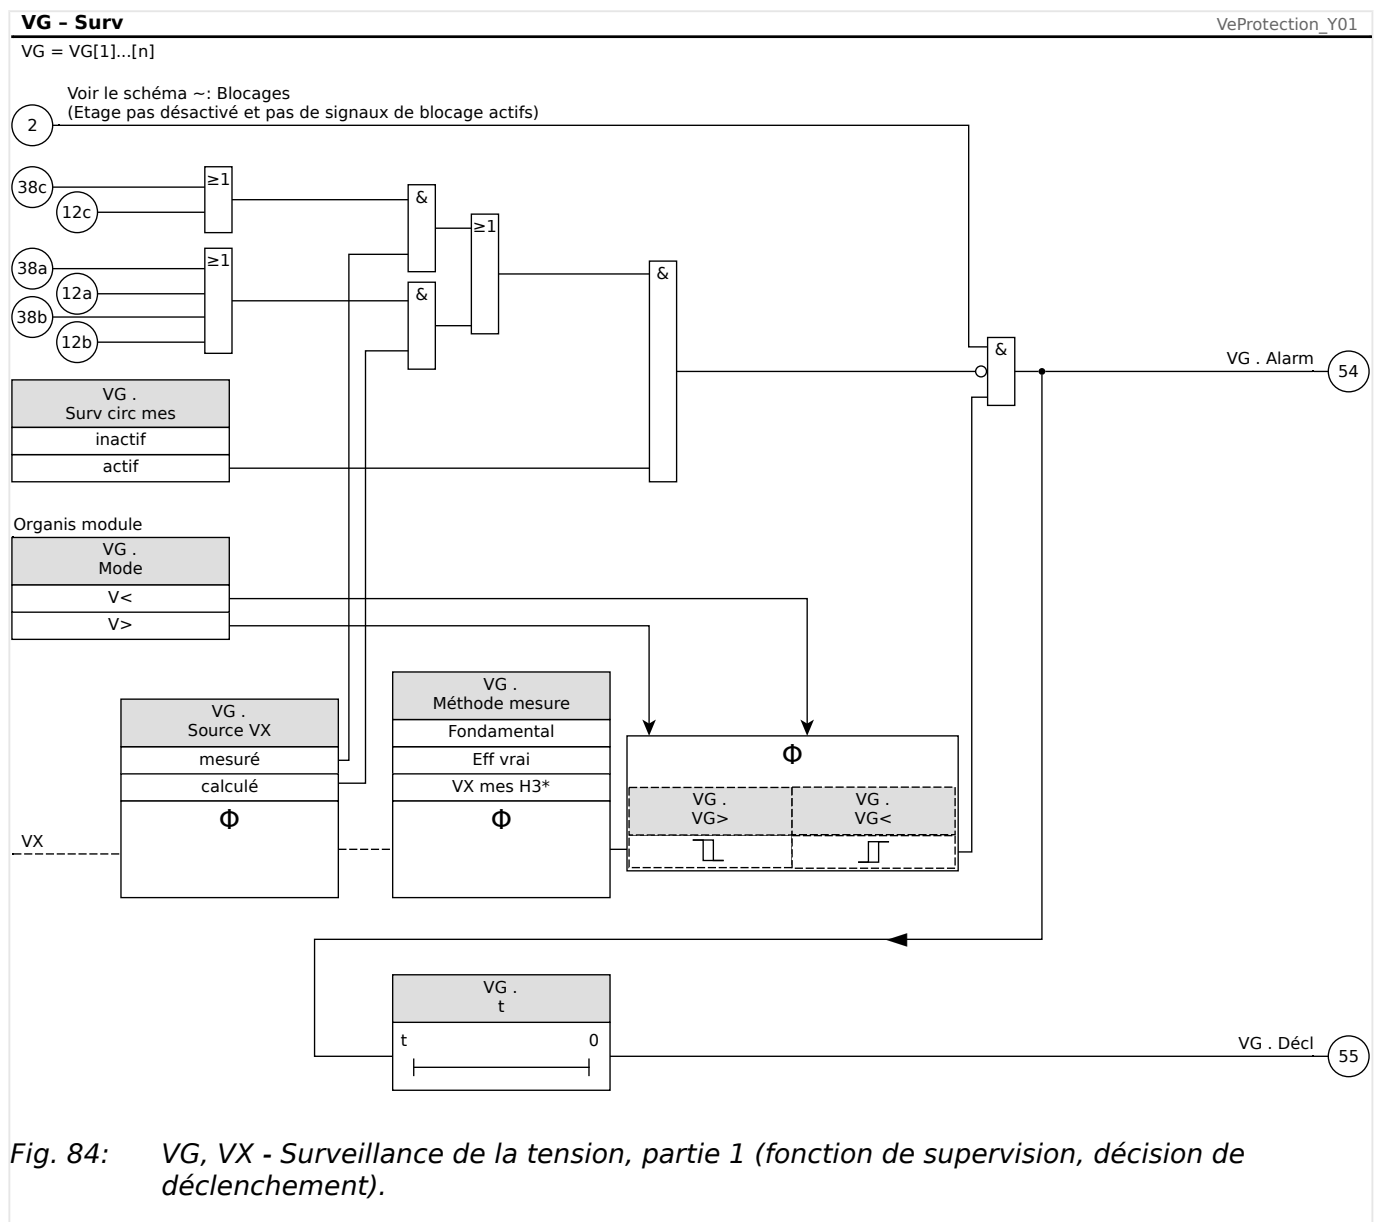 VG – Surv
VeProtection_Y01
VG = VG[1]...[n]
Voir le schéma ~: Blocages
(Etage pas désactivé et pas de signaux de blocage actifs)
2
38c
12c
≥1
&
≥1
38a
12a
38b
12b
≥1
&
&
&
VG . Alarm
54
VG .
Surv circ mes
inactif
actif
Organis module
VG .
Mode
V<
V>
VG .
Source VX
mesuré
calculé
Φ
VX
VG .
Méthode mesure
Fondamental
Eff vrai
VX mes H3*
Φ
Φ
VG .
VG>
VG .
VG<
VG .
t
t 0
VG . Décl
55
Fig. 84: VG, VX - Surveillance de la tension, partie 1 (fonction de supervision, décision de
déclenchement).